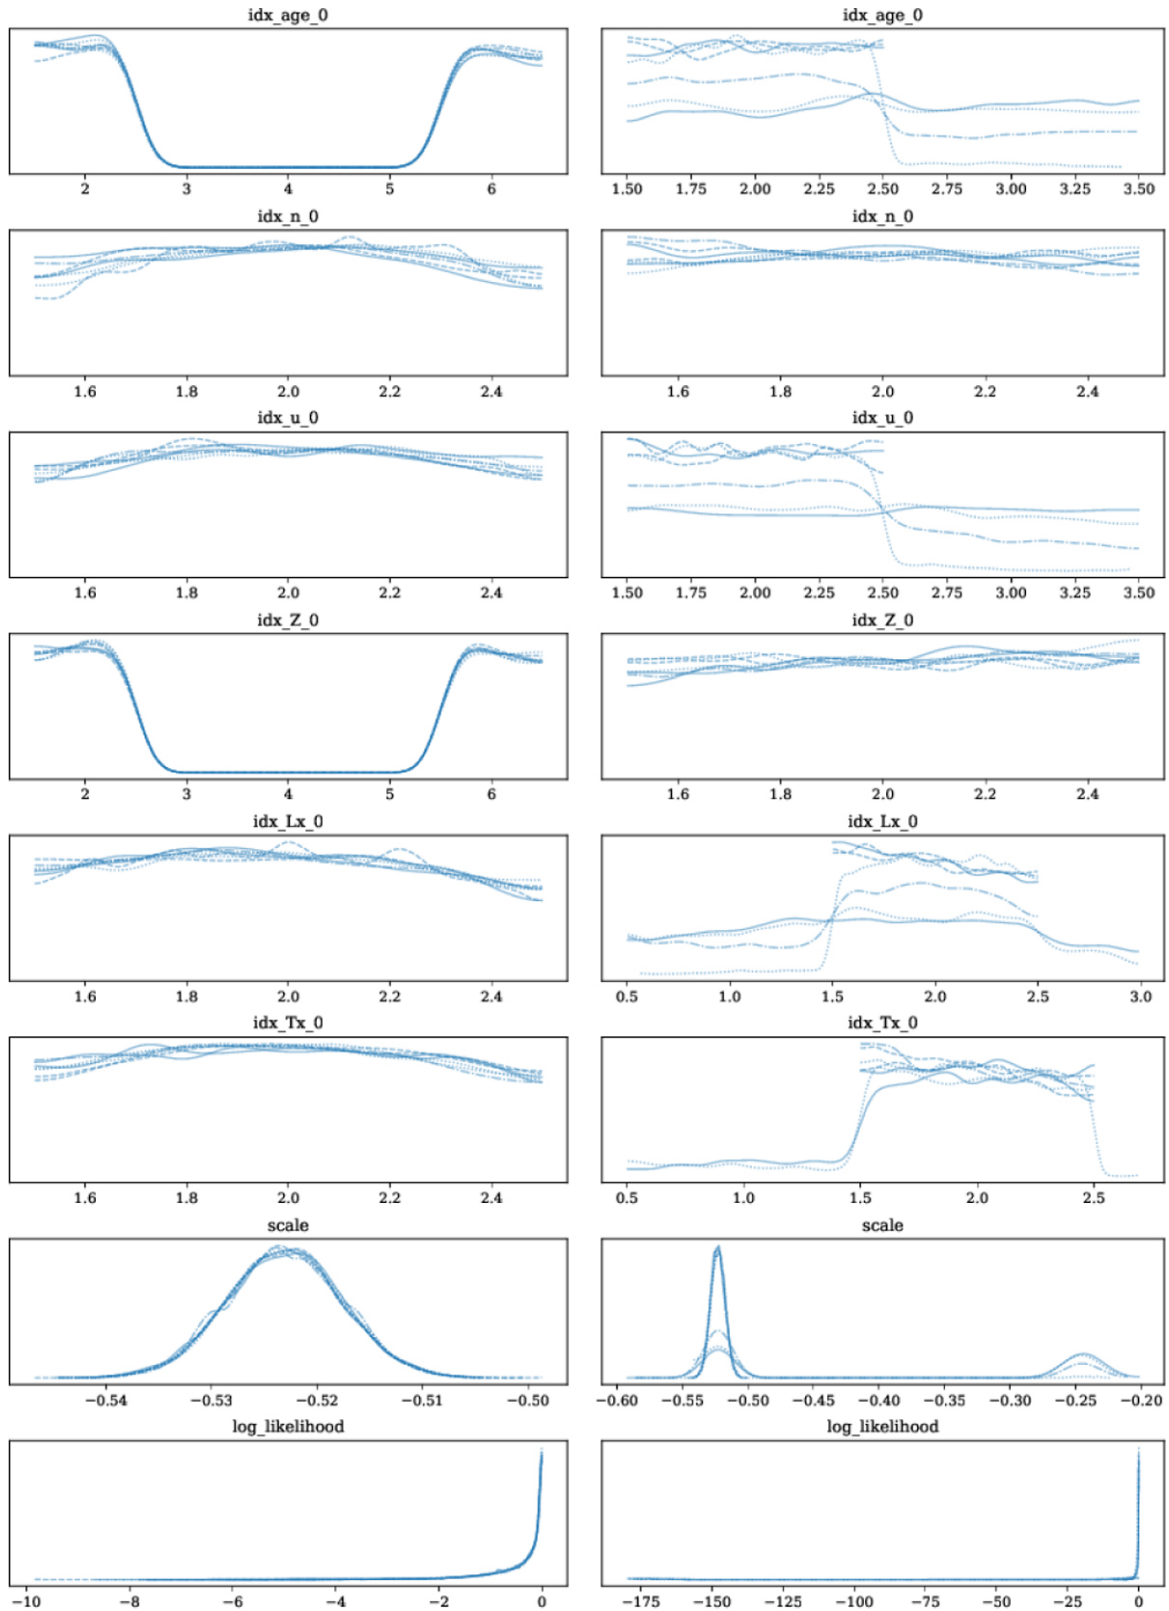 idx_age_0 idx_age_0
2 3 4 5 6 1.50 1.75 2.00 2.25 2.50 2.75 3.00 3.25 3.50
idx_n_0 idx_n_0
1.6 1.8 2.0 2.2 2.4 1.6 1.8 2.0 2.2 2.4
idx_u_0 idx_u_0
1.6 1.8 2.0 2.2 2.4 1.50 1.75 2.00 2.25 2.50 2.75 3.00 3.25 3.50
idx_Z_0 idx_Z_0
2 3 4 5 6 1.6 1.8 2.0 2.2 2.4
idx_Lx_0 idx_Lx_0
1.6 1.8 2.0 2.2 2.4 0.5 1.0 1.5 2.0 2.5 3.0
idx_Tx_0 idx_Tx_0
1.6 1.8 2.0 2.2 2.4 0.5 1.0 1.5 2.0 2.5
scale scale
−0.54 −0.53 −0.52 −0.51 −0.50 −0.60 −0.55 −0.50 −0.45 −0.40 −0.35 −0.30 −0.25 −0.20
log_likelihood log_likelihood
−10 −8 −6 −4 −2 0 −175 −150 −125 −100 −75 −50 −25 0